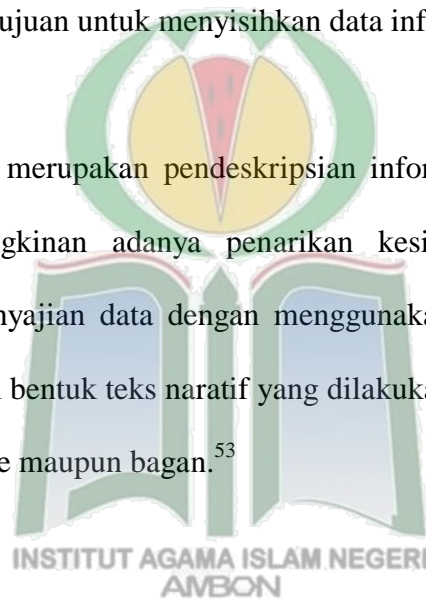 ujuan untuk menyisihkan data inf
merupakan pendeskripsian infor
gkinan adanya penarikan kesi
nyajian data dengan menggunaka
bentuk teks naratif yang dilakuka
e maupun bagan.53
INSTITUT AGAMA ISLAM NEGERI
AMBON